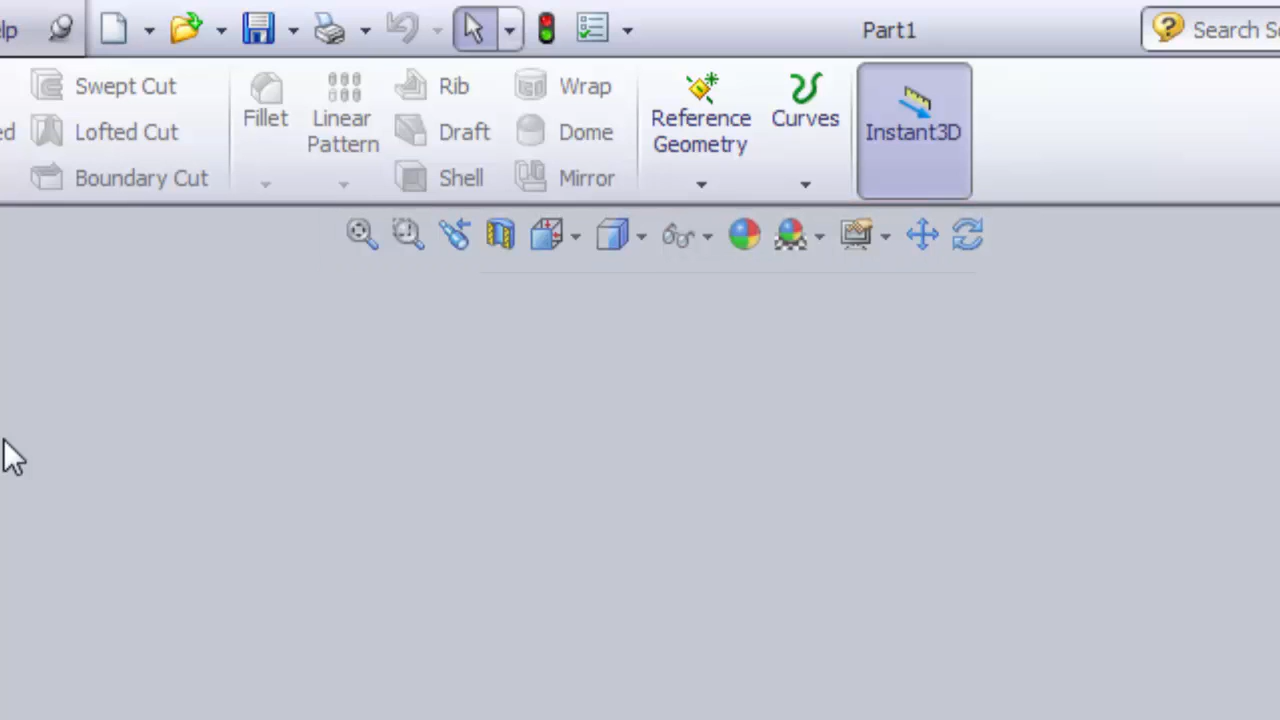 lp
Part1
Search S
Swept Cut
Lofted Cut
Boundary Cut
ed
Fillet
Linear
Pattern
Rib
Draft
Shell
Wrap
Dome
Mirror
Reference
Geometry
Curves
Instant3D